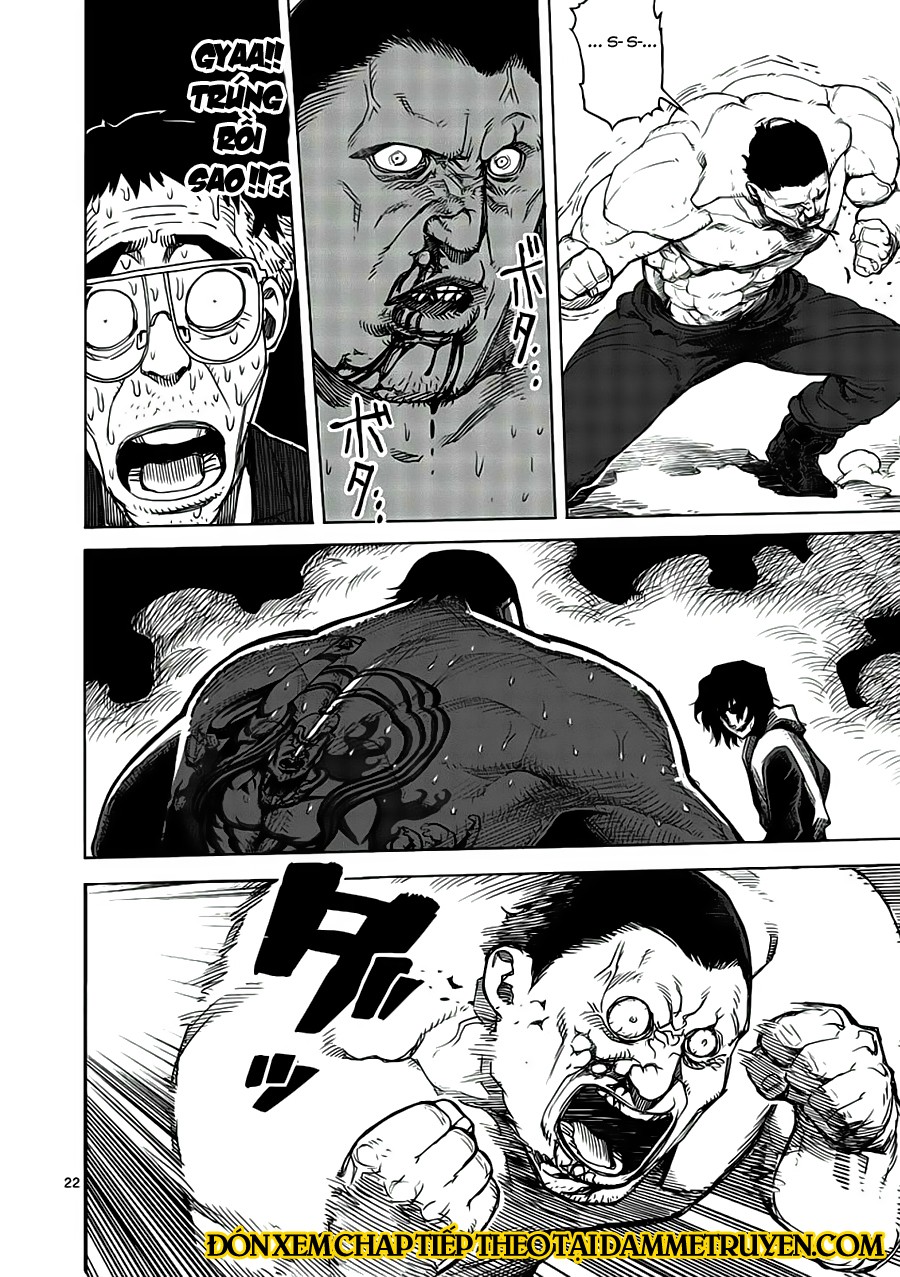 ... S- S-...
ボタ...
ボタ...
GYAA!!
TRÚNG
RỒI
SAO!!?
ダダッ
22
ĐÓN XEM CHAP TIẾP THEO TẠI DAMMETRUYEN.COM